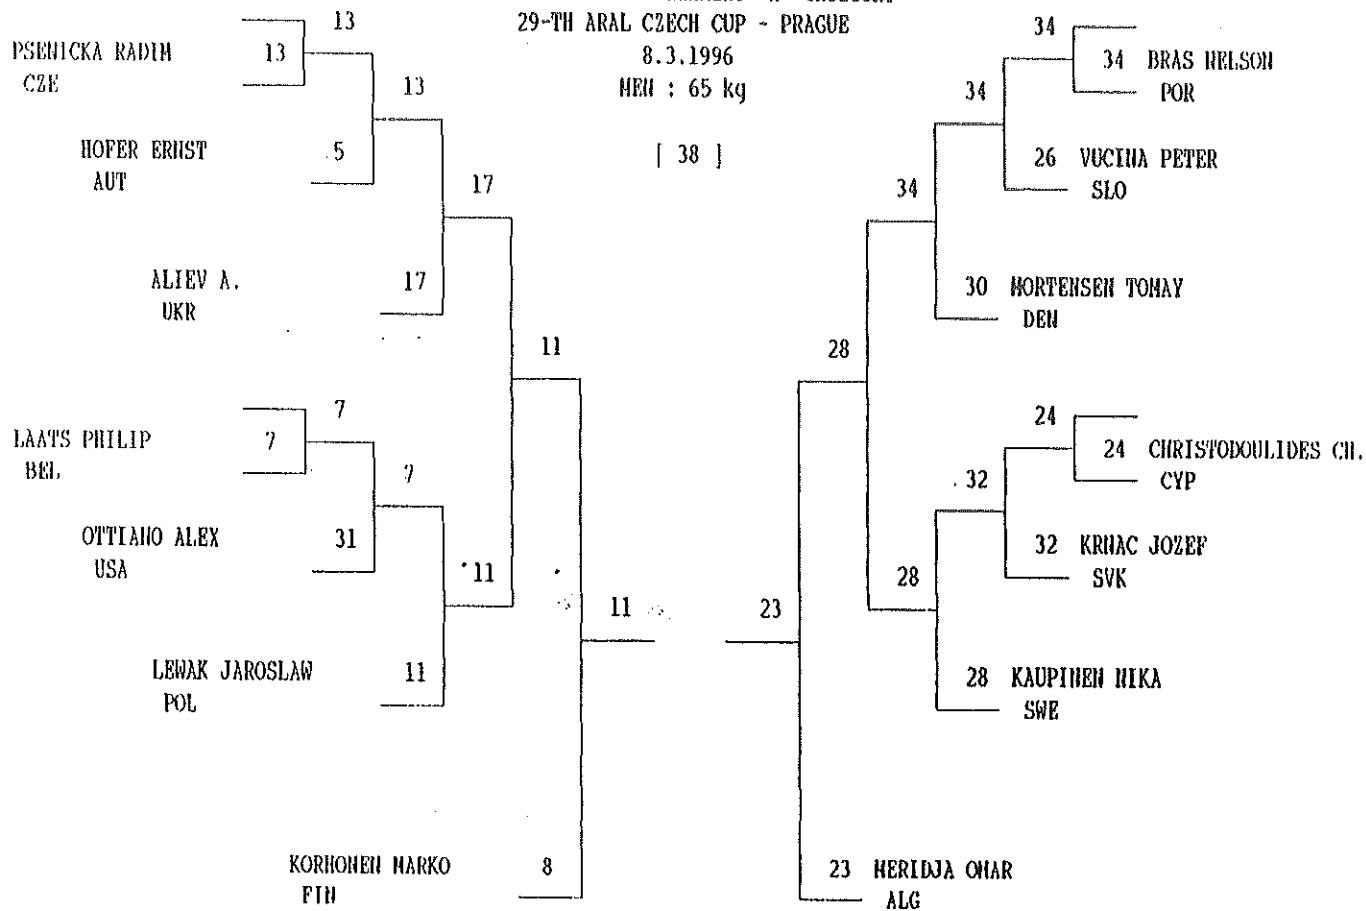 29-TH ARAL CZECH CUP - PRAGUE
8.3.1996
MEN : 65 kg
[ 38 ]
13
PSENICKA RADIM 13
CZE
13
HOFER ERNST 5
AUT
17
ALIEV A. 17
UKR
11
7
LAATS PHILIP 7
BEL
7
OTTIANO ALEX 31
USA
11
LEWAK JAROSLAW 11
POL
11
KORHONEN MARKO 8
FIN
34
34 BRAS NELSON
POR
34
26 VUCINA PETER
SLO
34
30 MORTENSEN TOMAY
DEN
28
24
24 CHRISTODOULIDES CH.
CYP
32
32 KRNAC JOZEF
SVK
28
28 KAUPINEN MIKA
SWE
23
23 MERIDJA OMAR
ALG